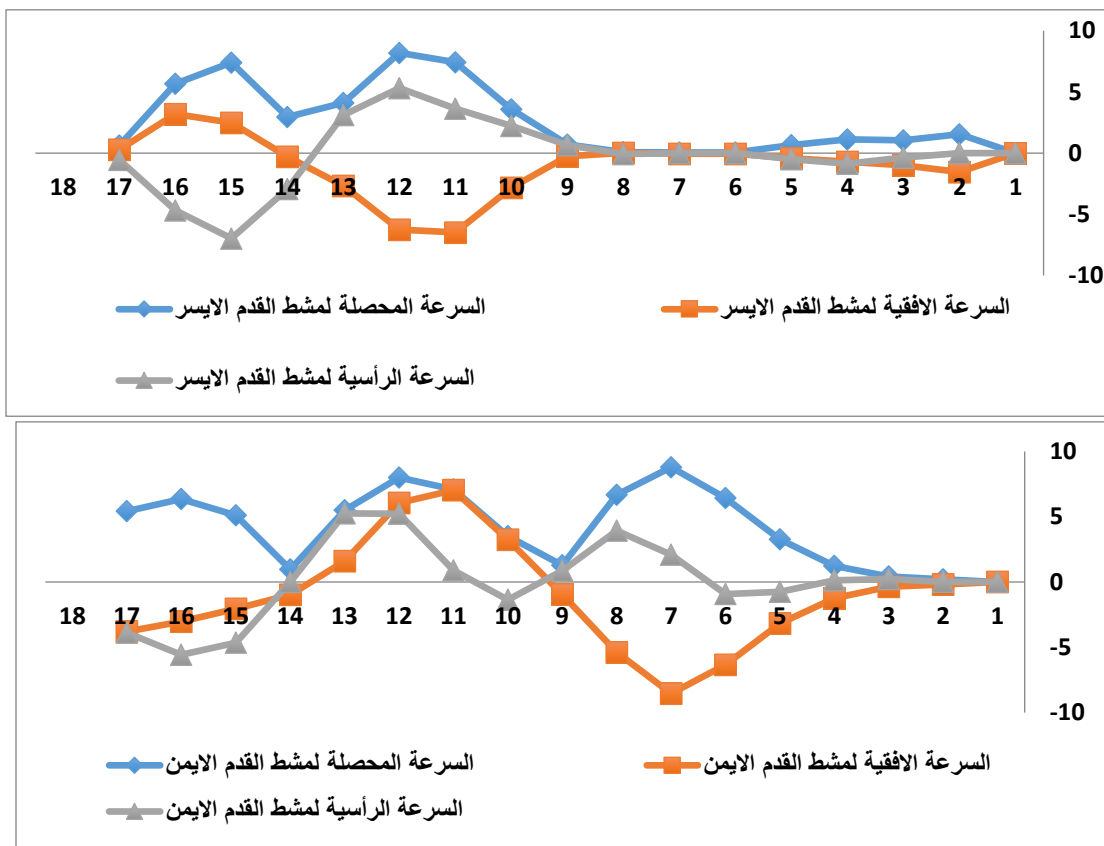 10
5
0
-5
-10
18 17 16 15 14 13 12 11 10 9 8 7 6 5 4 3 2 1
السرعة المحصلة لمشط القدم الايسر
السرعة الافقية لمشط القدم الايسر
السرعة الرأسية لمشط القدم الايسر
10
5
0
-5
-10
18 17 16 15 14 13 12 11 10 9 8 7 6 5 4 3 2 1
السرعة المحصلة لمشط القدم الايمن
السرعة الافقية لمشط القدم الايمن
السرعة الرأسية لمشط القدم الايمن